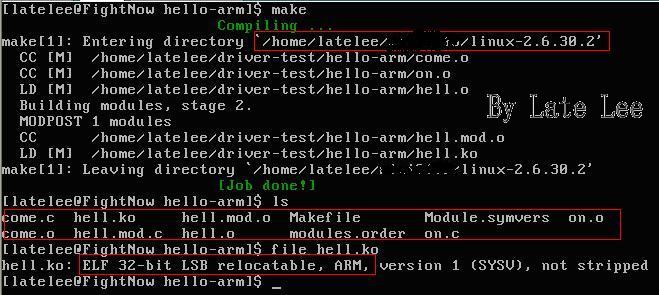 [latelee@FightNow hello-arm]$ make
Compiling ...
make[1]: Entering directory `/home/latelee/ /linux-2.6.30.2'
CC [M] /home/latelee/driver-test/hello-arm/come.o
CC [M] /home/latelee/driver-test/hello-arm/on.o
LD [M] /home/latelee/driver-test/hello-arm/hell.o
Building modules, stage 2.
MODPOST 1 modules
By Late Lee
CC /home/latelee/driver-test/hello-arm/hell.mod.o
LD [M] /home/latelee/driver-test/hello-arm/hell.ko
make[1]: Leaving directory `/home/latelee/ /linux-2.6.30.2'
[Job done!]
[latelee@FightNow hello-arm]$ ls
come.c hell.ko hell.mod.o Makefile Module.symvers on.o
come.o hell.mod.c hell.o modules.order on.c
[latelee@FightNow hello-arm]$ file hell.ko
hell.ko: ELF 32-bit LSB relocatable, ARM, version 1 (SYSV), not stripped
[latelee@FightNow hello-arm]$ _